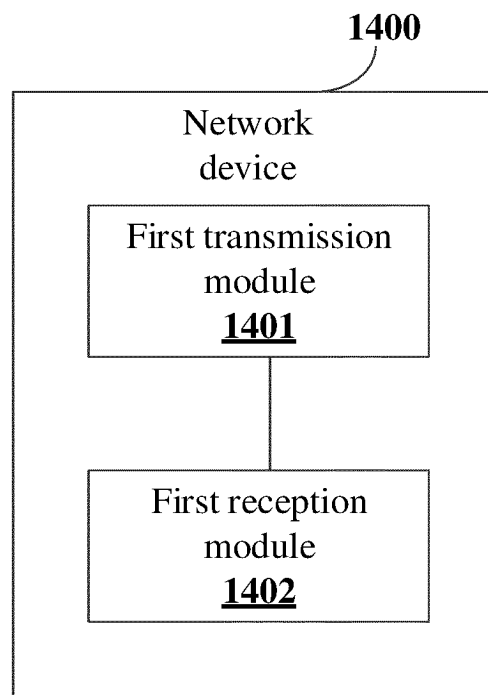 1400
Network
device
First transmission
module
1401
First reception
module
1402